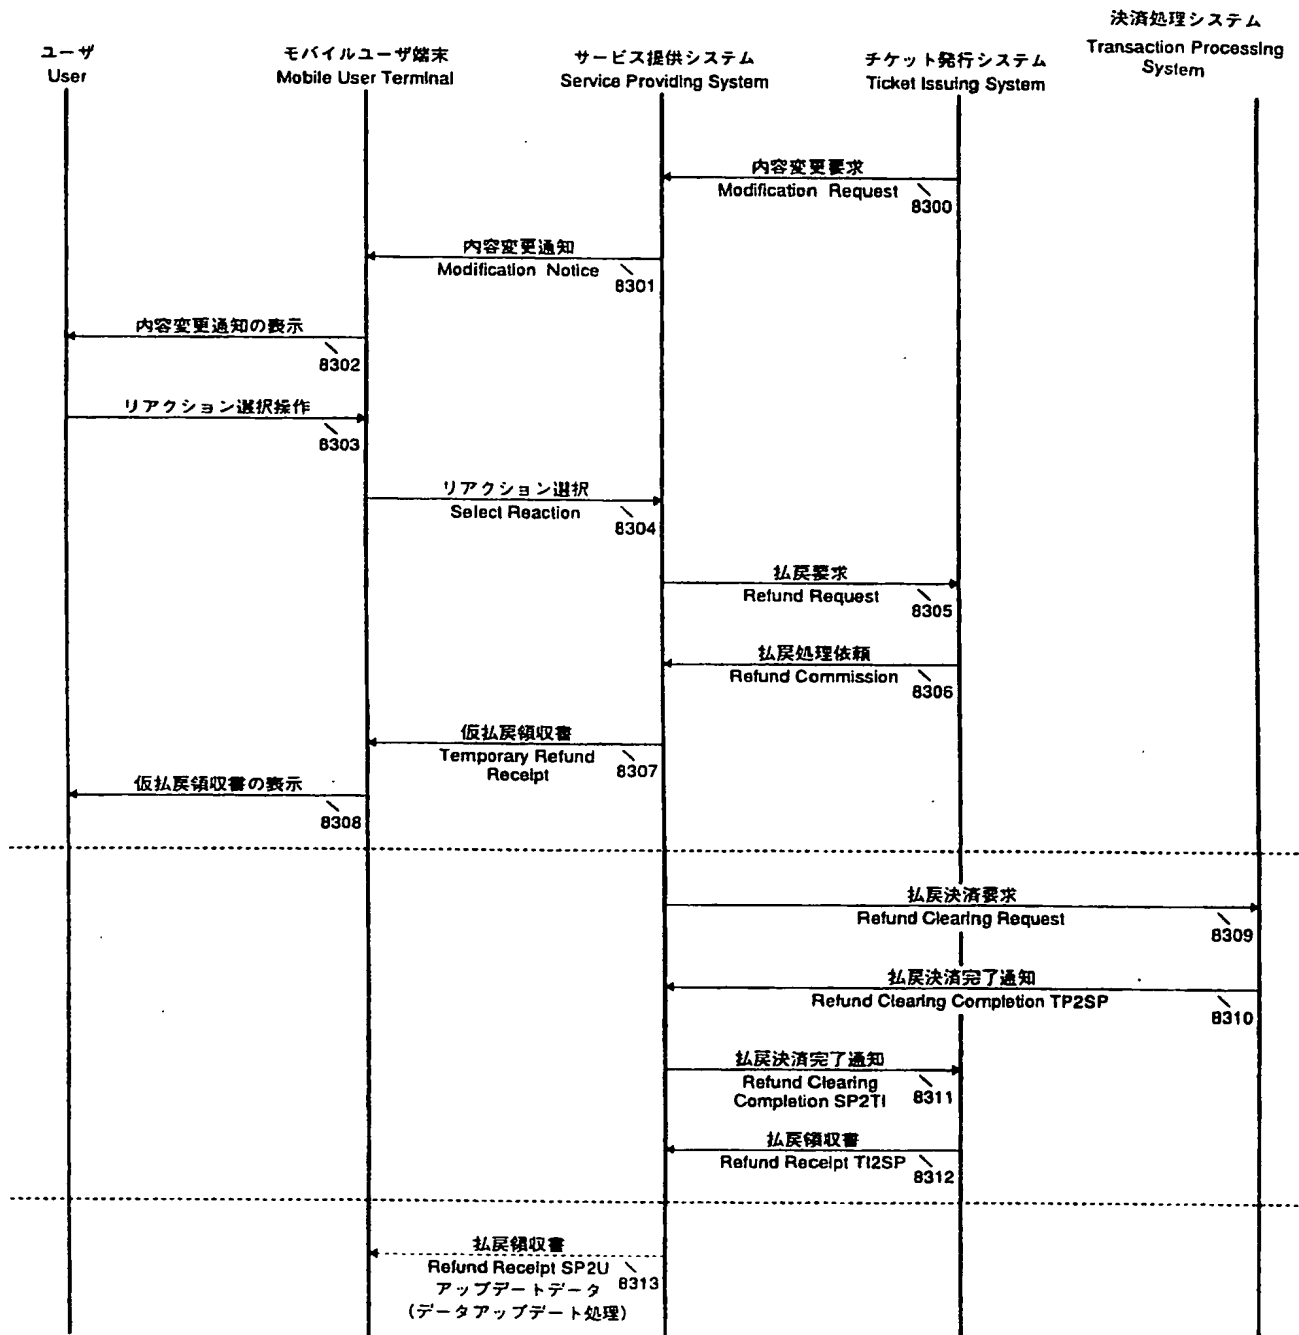 決済処理システム
Transaction Processing
System
ユーザ
User
モバイルユーザ端末
Mobile User Terminal
サービス提供システム
Service Providing System
チケット発行システム
Ticket Issuing System
内容変更要求
Modification Request
8300
内容変更通知
Modification Notice
8301
内容変更通知の表示
8302
リアクション選択操作
8303
リアクション選択
Select Reaction
8304
払戻要求
Refund Request
8305
払戻処理依頼
Refund Commission
8306
仮払戻領収書
Temporary Refund
Receipt
8307
仮払戻領収書の表示
8308
払戻決済要求
Refund Clearing Request
8309
払戻決済完了通知
Refund Clearing Completion TP2SP
8310
払戻決済完了通知
Refund Clearing
Completion SP2TI
8311
払戻領収書
Refund Receipt TI2SP
8312
払戻領収書
Refund Receipt SP2U
8313
アップデートデータ
(データアップデート処理)